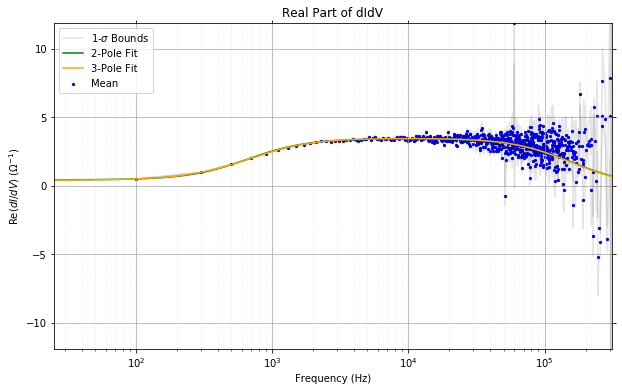 Real Part of dIdV
1-σ Bounds
2-Pole Fit
3-Pole Fit
Mean
Re(dI/dV) (Ω⁻¹)
10
5
0
−5
−10
10²
10³
10⁴
10⁵
Frequency (Hz)